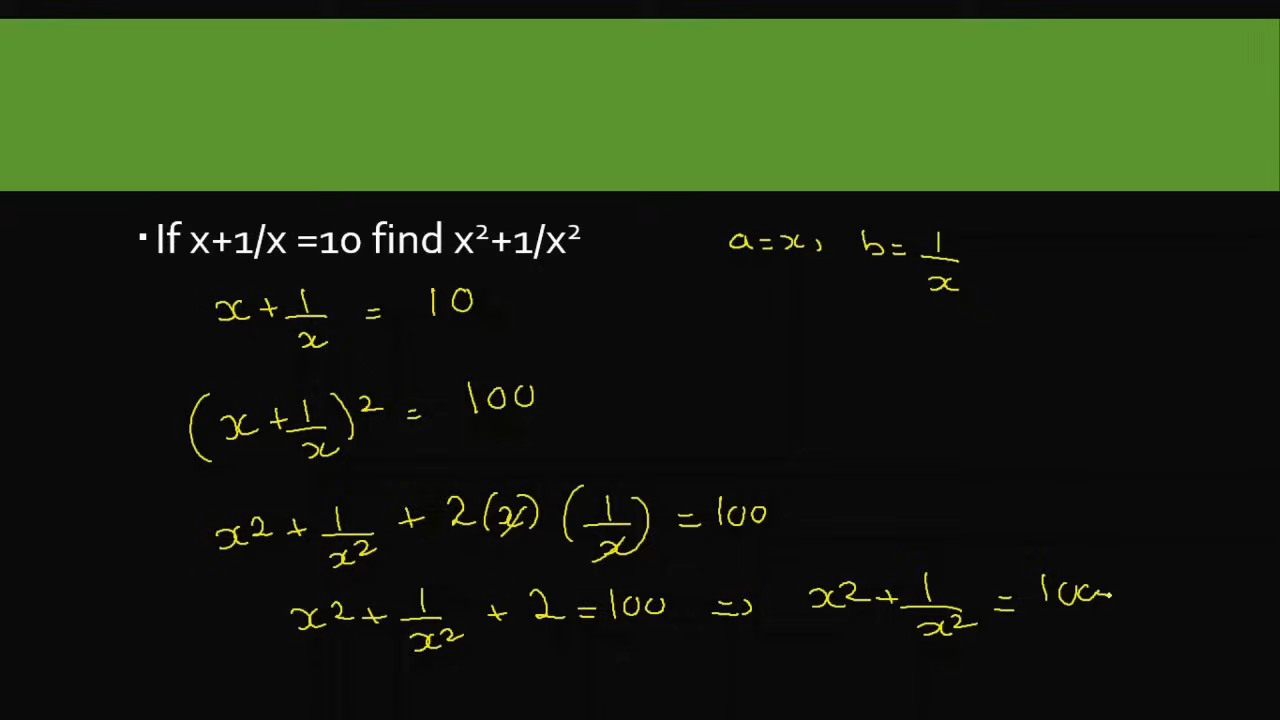 ▪ If x+1/x =10 find x²+1/x²
a=x, b=1/x
x+1/x = 10
(x+1/x)² = 100
x²+1/x² + 2(x)(1/x) = 100
x²+1/x² + 2 = 100 ⇒ x²+1/x² = 100-